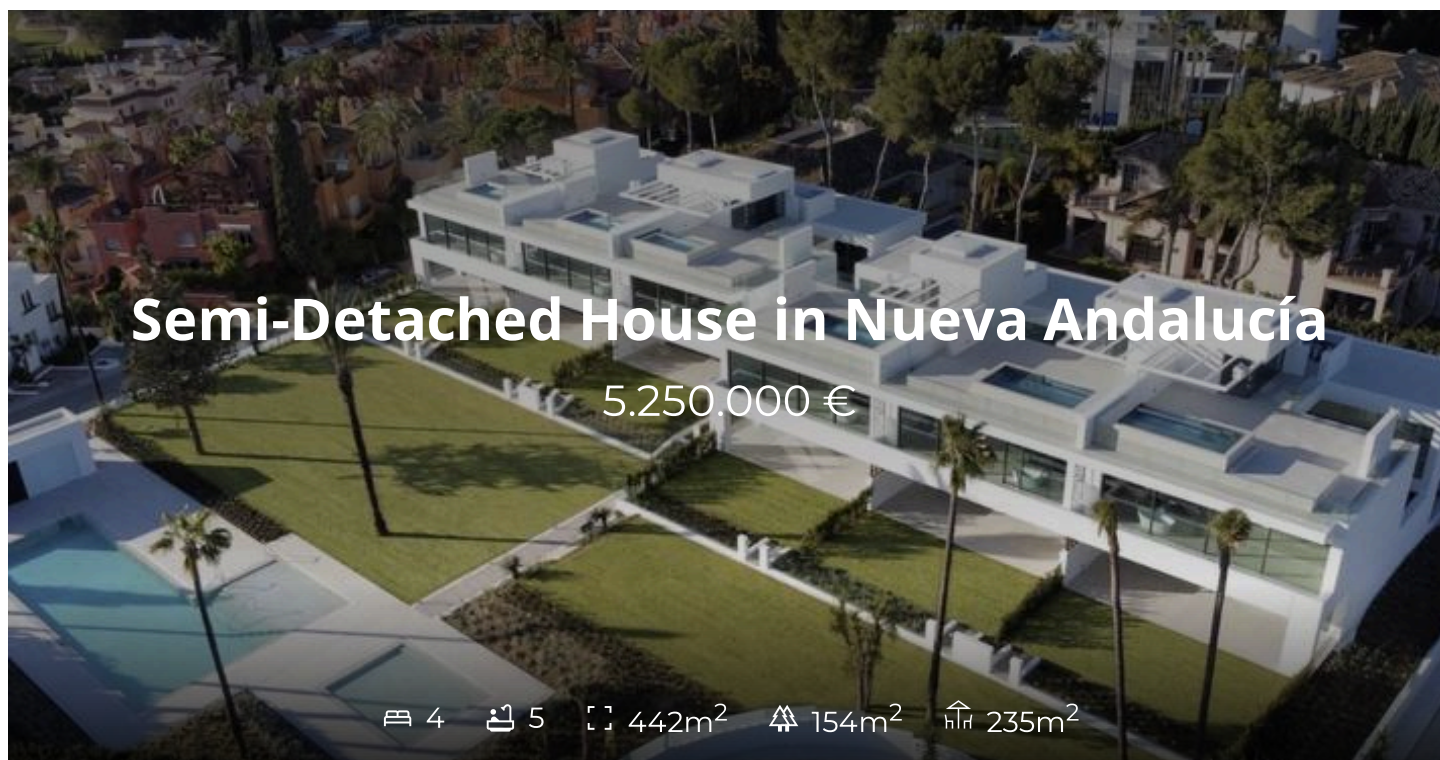 Semi-Detached House in Nueva Andalucía
5.250.000 €
4 5 442m² 154m² 235m²